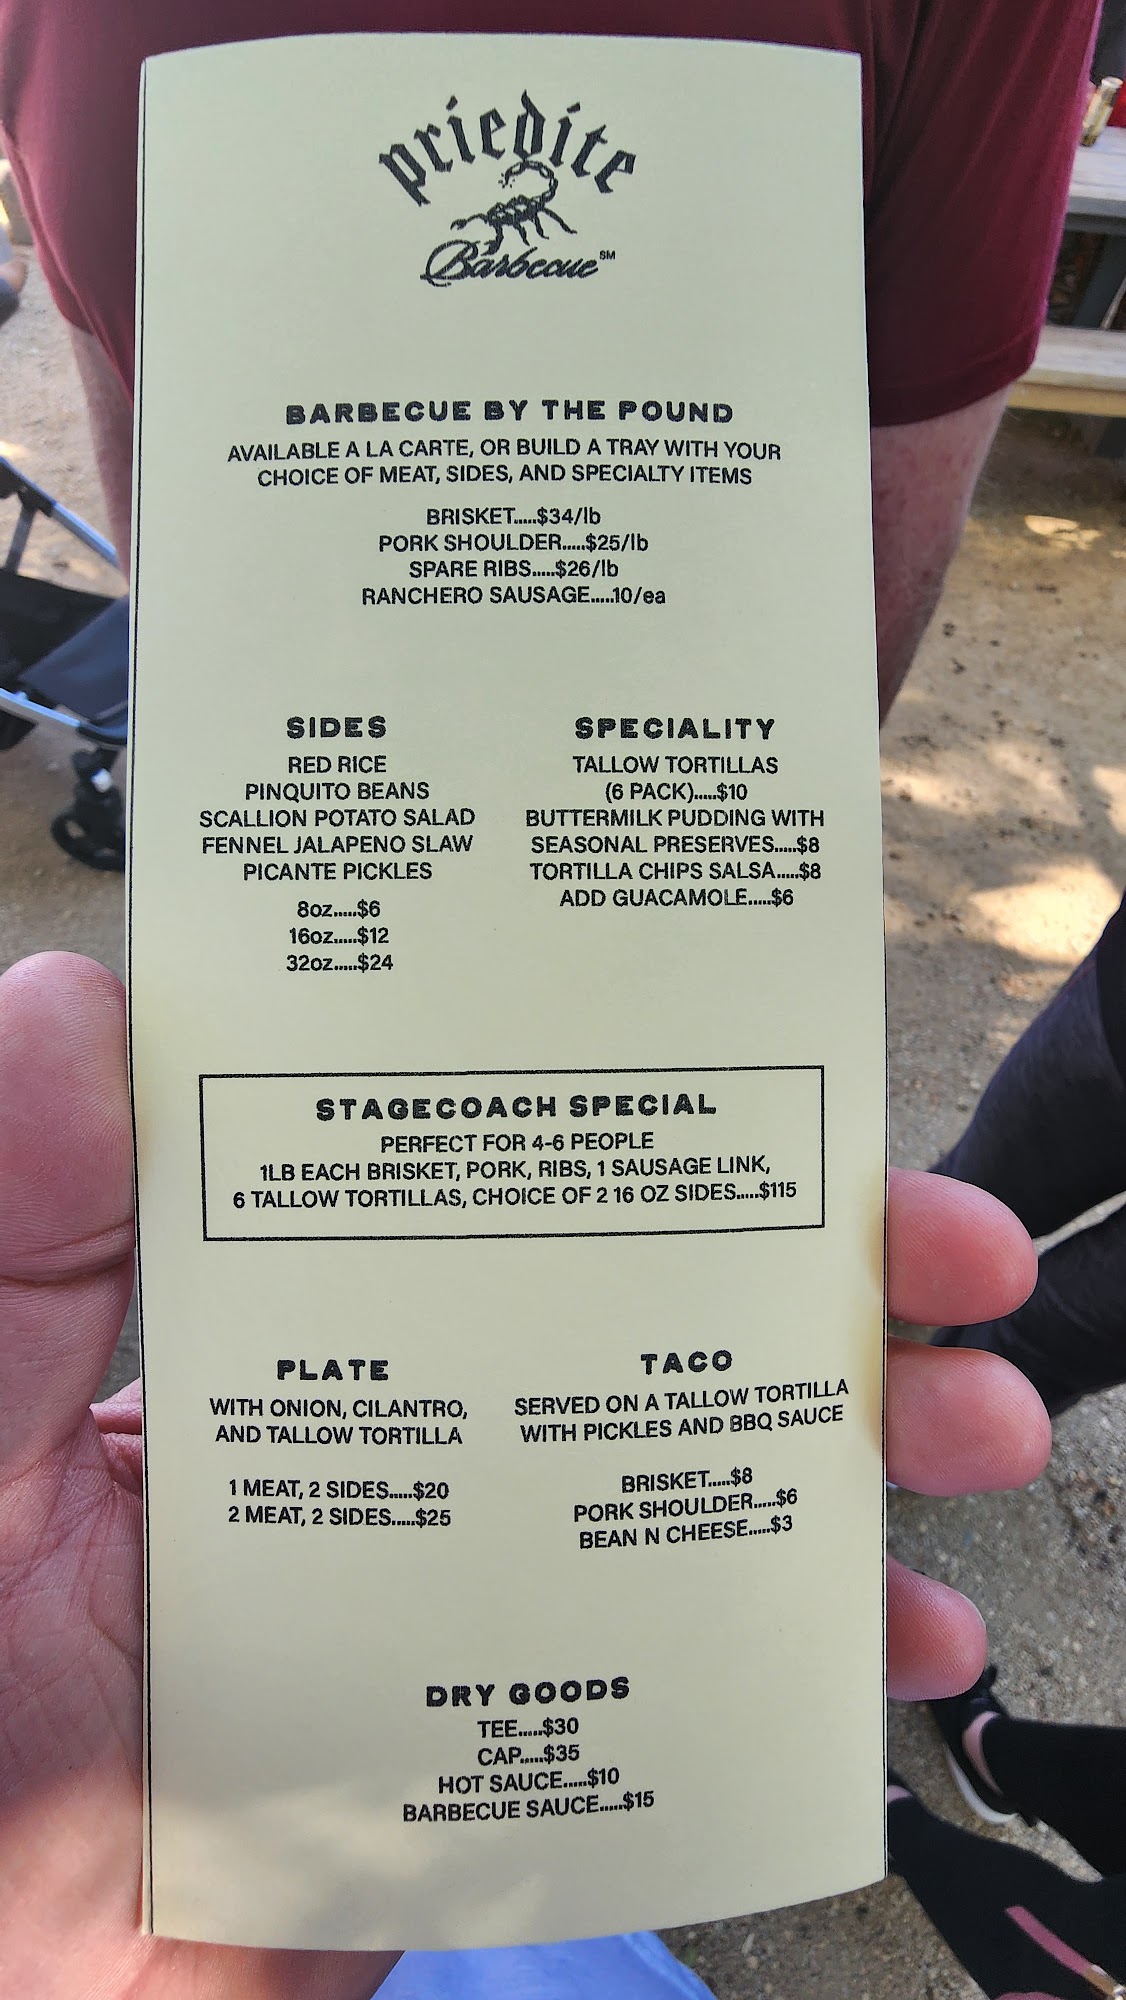 priedite
Barbecue SM
BARBECUE BY THE POUND
AVAILABLE A LA CARTE, OR BUILD A TRAY WITH YOUR
CHOICE OF MEAT, SIDES, AND SPECIALTY ITEMS
BRISKET.....$34/lb
PORK SHOULDER.....$25/lb
SPARE RIBS.....$26/lb
RANCHERO SAUSAGE.....10/ea
SIDES
RED RICE
PINQUITO BEANS
SCALLION POTATO SALAD
FENNEL JALAPENO SLAW
PICANTE PICKLES
8oz.....$6
16oz.....$12
32oz.....$24
SPECIALITY
TALLOW TORTILLAS
(6 PACK).....$10
BUTTERMILK PUDDING WITH
SEASONAL PRESERVES.....$8
TORTILLA CHIPS SALSA.....$8
ADD GUACAMOLE.....$6
STAGECOACH SPECIAL
PERFECT FOR 4-6 PEOPLE
1LB EACH BRISKET, PORK, RIBS, 1 SAUSAGE LINK,
6 TALLOW TORTILLAS, CHOICE OF 2 16 OZ SIDES.....$115
PLATE
WITH ONION, CILANTRO,
AND TALLOW TORTILLA
1 MEAT, 2 SIDES.....$20
2 MEAT, 2 SIDES.....$25
TACO
SERVED ON A TALLOW TORTILLA
WITH PICKLES AND BBQ SAUCE
BRISKET.....$8
PORK SHOULDER.....$6
BEAN N CHEESE.....$3
DRY GOODS
TEE.....$30
CAP.....$35
HOT SAUCE.....$10
BARBECUE SAUCE.....$15